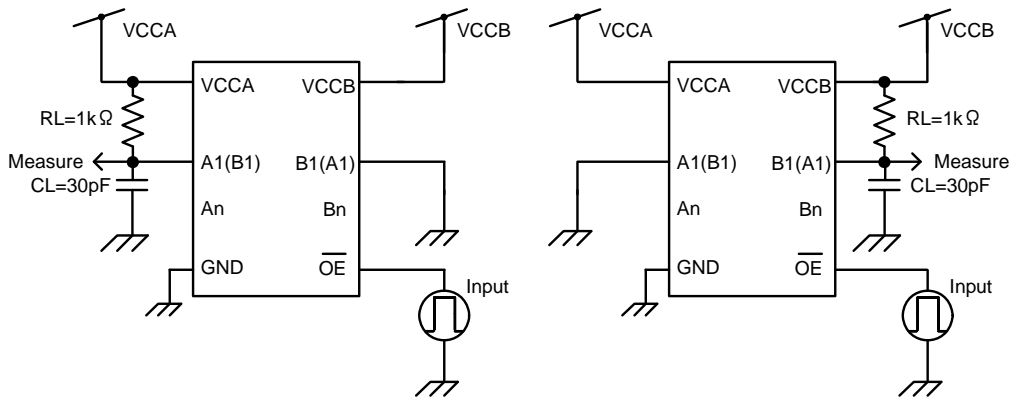 VCCA
VCCB
VCCA
VCCB
RL=1kΩ
Measure
A1(B1)
B1(A1)
CL=30pF
An
Bn
GND
OE
Input
VCCA
VCCB
VCCA
VCCB
RL=1kΩ
A1(B1)
B1(A1)
Measure
CL=30pF
An
Bn
GND
OE
Input